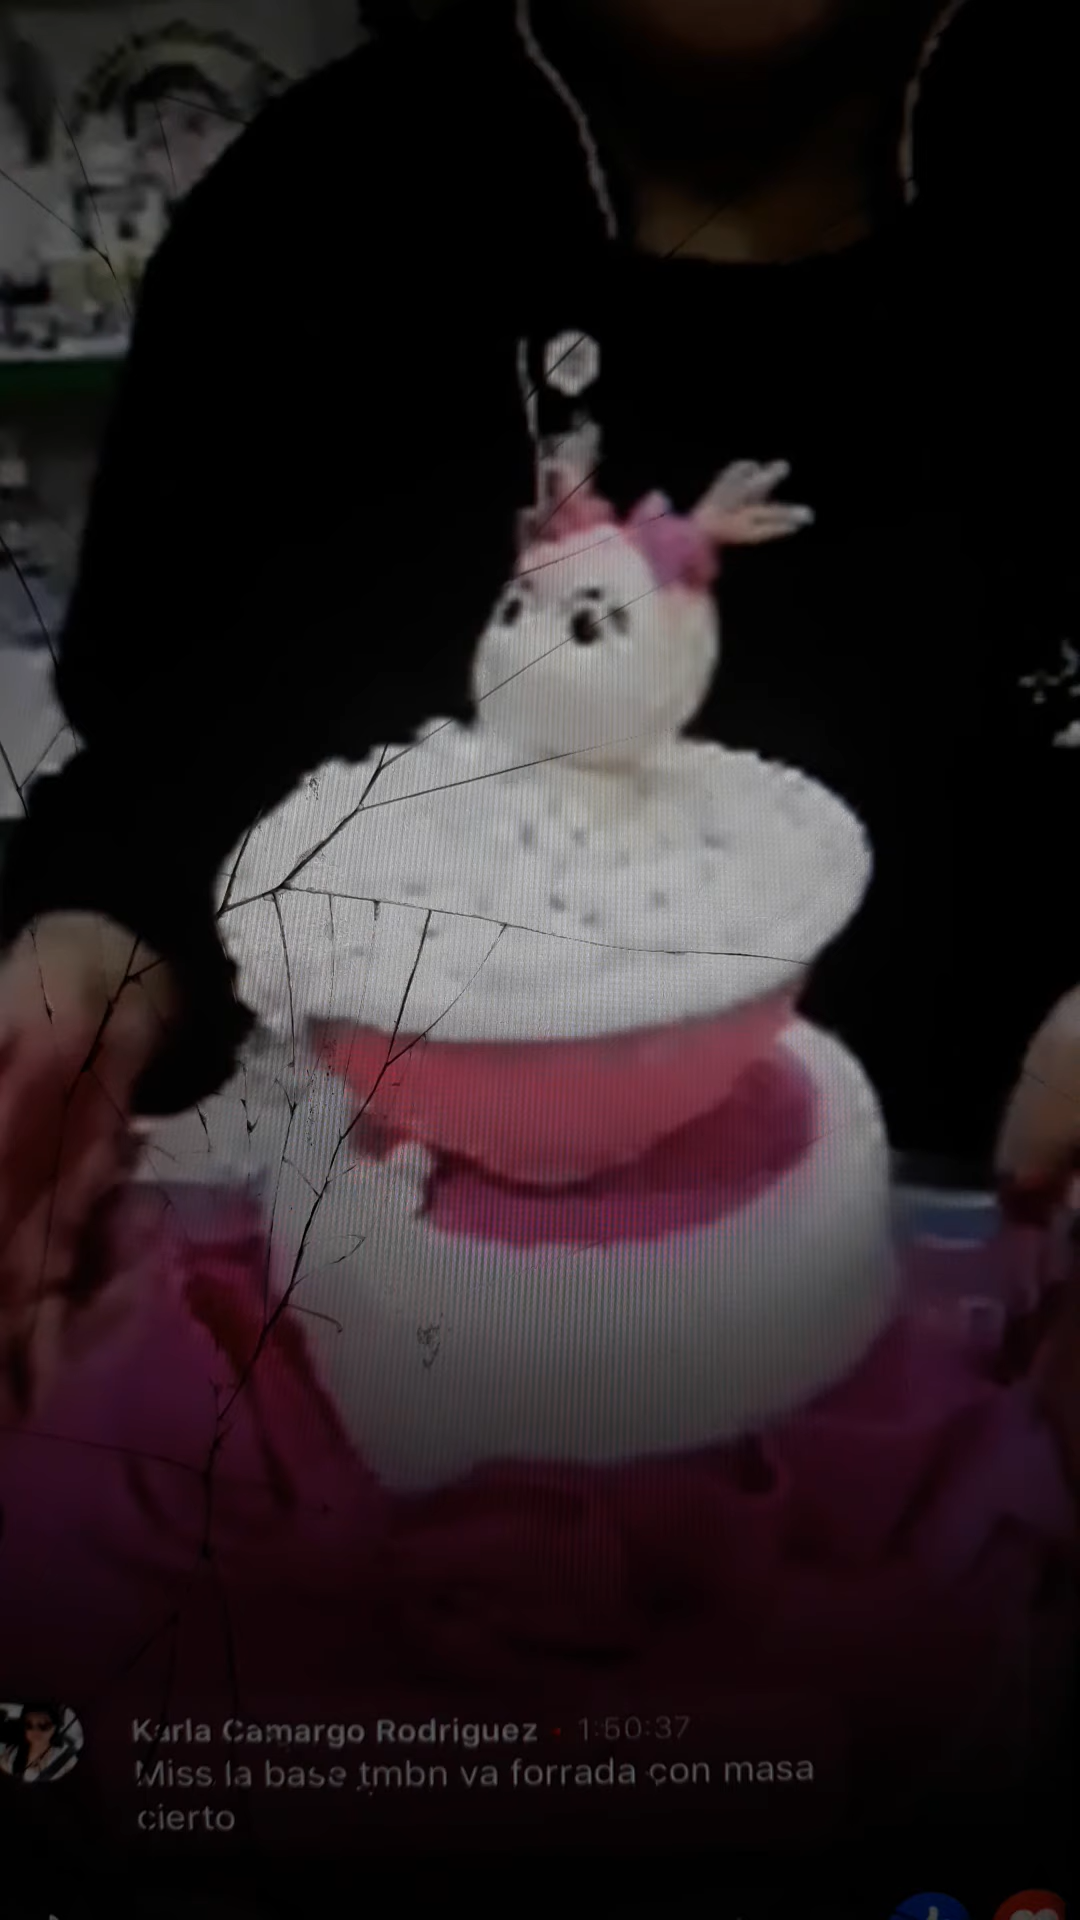 Karla Camargo Rodriguez • 1:50:37
Miss la base tmbn va forrada con masa
cierto